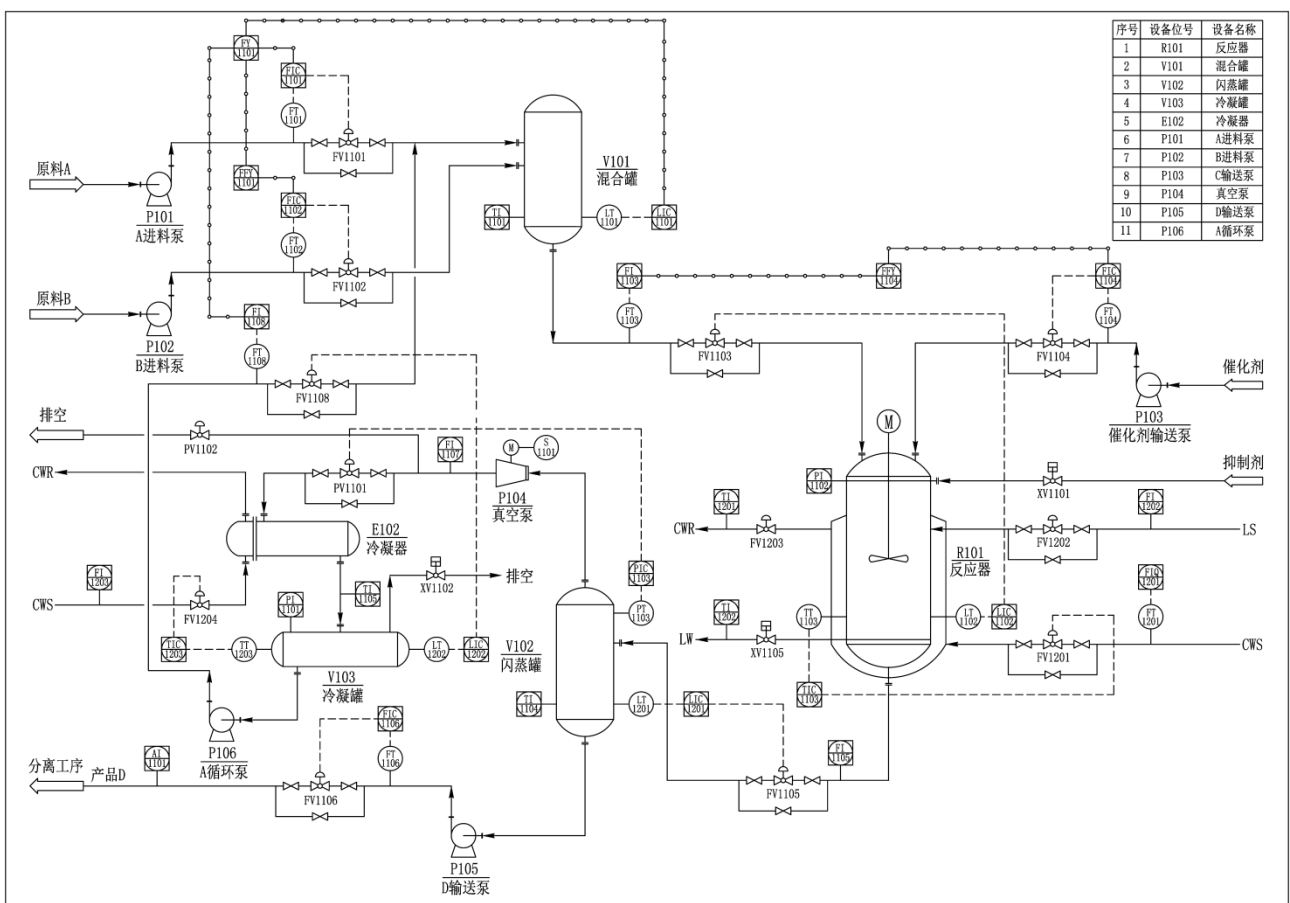 序号 设备位号 设备名称
1 R101 反应器
2 V101 混合罐
3 V102 闪蒸罐
4 V103 冷凝罐
5 E102 冷凝器
6 P101 A进料泵
7 P102 B进料泵
8 P103 C输送泵
9 P104 真空泵
10 P105 D输送泵
11 P106 A循环泵
FY
1101
FIC
1101
FT
1101
FV1101
原料A
P101
A进料泵
FFY
1101
FIC
1102
FT
1102
FV1102
原料B
P102
B进料泵
V101
混合罐
TI
1101
LT
1101
LIC
1101
FI
1108
FT
1108
FV1108
FI
1103
FT
1103
FV1103
FFY
1104
FIC
1104
FT
1104
FV1104
催化剂
P103
催化剂输送泵
排空
PV1102
CWR
FI
1107
PV1101
M
S
1101
P104
真空泵
E102
冷凝器
FI
1203
CWS
FV1204
TIC
1203
TT
1203
PI
1101
TI
1105
XV1102
排空
LT
1202
LIC
1202
V103
冷凝罐
P106
A循环泵
PIC
1103
PT
1103
V102
闪蒸罐
TI
1104
LT
1201
LIC
1201
M
PI
1102
XV1101
抑制剂
TI
1201
CWR
FV1203
FI
1202
FV1202
LS
R101
反应器
TI
1202
LW
XV1105
TT
1103
LT
1102
LIC
1102
FIQ
1201
FT
1201
FV1201
CWS
TIC
1103
FI
1105
FV1105
分离工序
产品D
AI
1101
FIC
1106
FT
1106
FV1106
P105
D输送泵